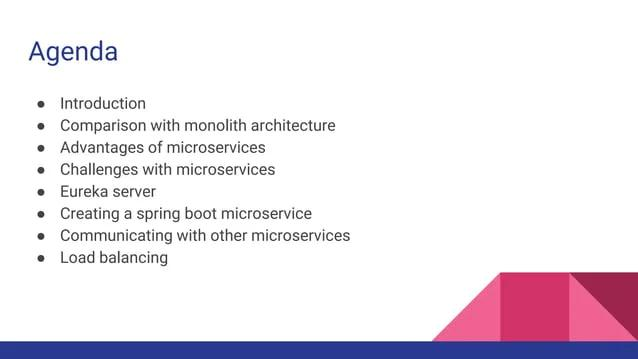 Agenda
● Introduction
● Comparison with monolith architecture
● Advantages of microservices
● Challenges with microservices
● Eureka server
● Creating a spring boot microservice
● Communicating with other microservices
● Load balancing